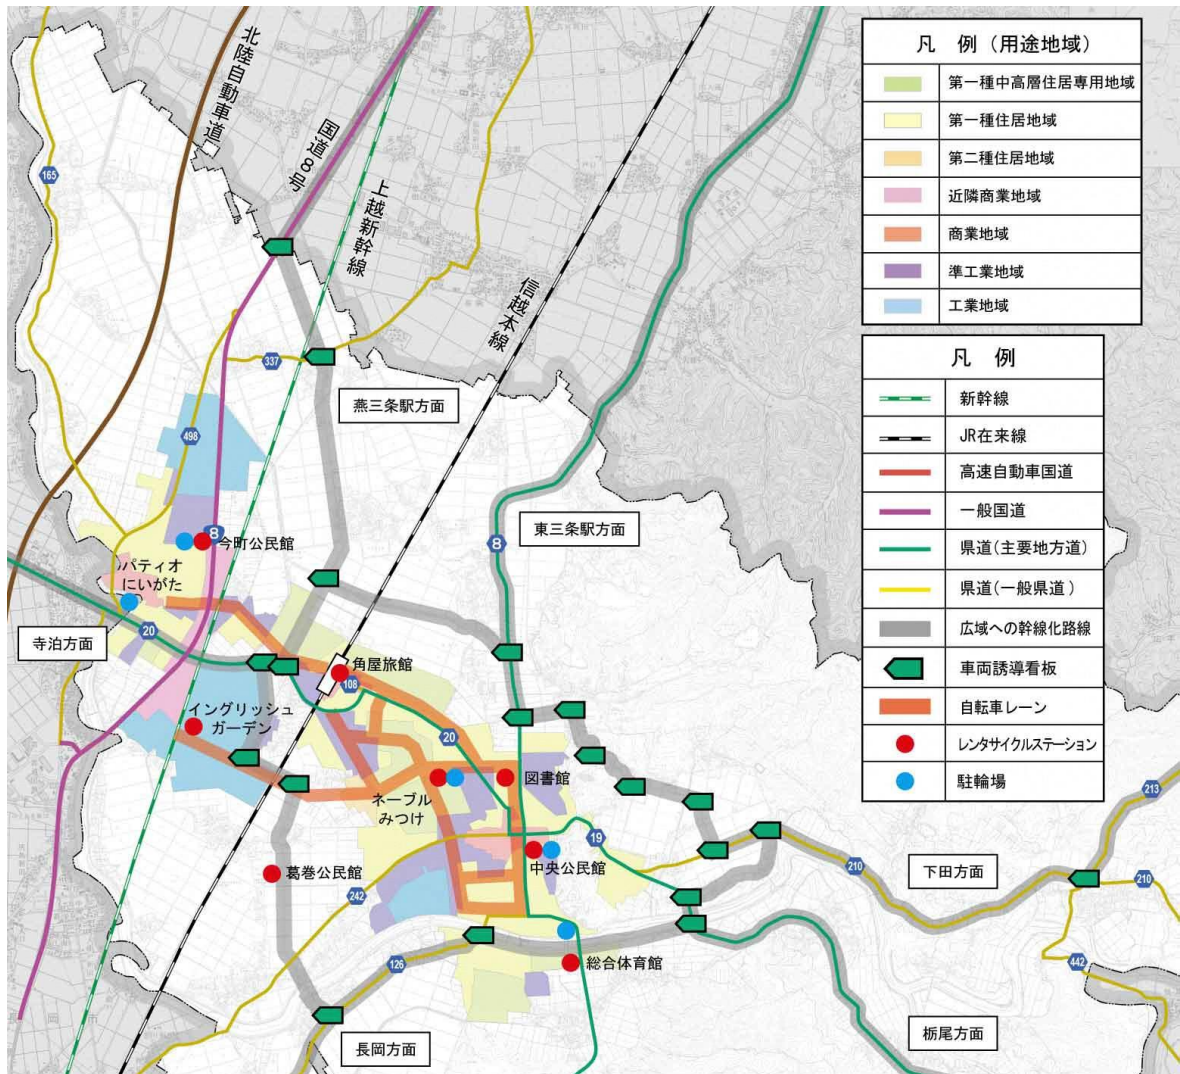 北陸自動車道
国道8号
上越新幹線
信越本線
165
337
498
燕三条駅方面
8
今町公民館
パティオ
にいがた
8
東三条駅方面
20
寺泊方面
角屋旅館
108
イングリッシュ
ガーデン
20
図書館
ネーブル
みつけ
19
中央公民館
葛巻公民館
242
210
下田方面
213
210
126
総合体育館
442
長岡方面
栃尾方面
凡 例（用途地域）
第一種中高層住居専用地域
第一種住居地域
第二種住居地域
近隣商業地域
商業地域
準工業地域
工業地域
凡 例
新幹線
JR在来線
高速自動車国道
一般国道
県道（主要地方道）
県道（一般県道）
広域への幹線化路線
車両誘導看板
自転車レーン
レンタサイクルステーション
駐輪場